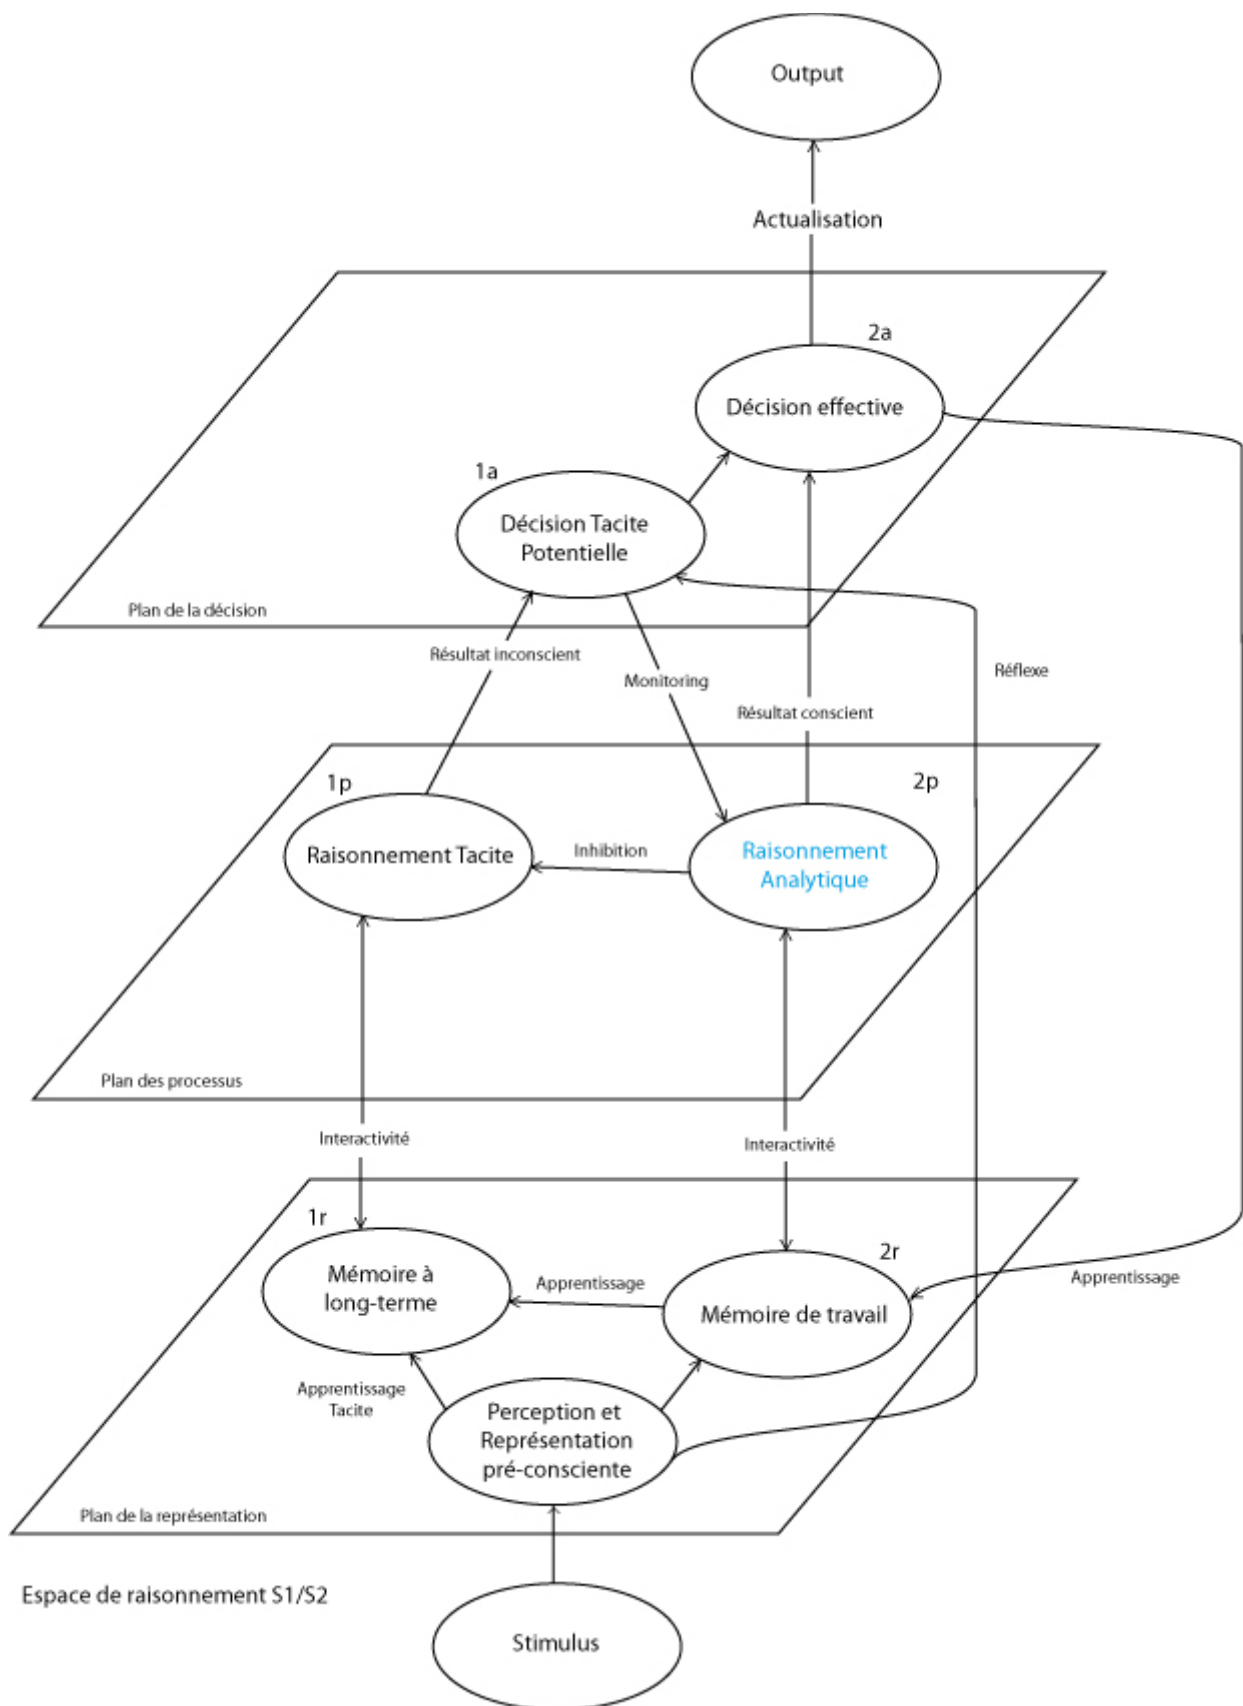 Output
Actualisation
2a
Décision effective
1a
Décision Tacite
Potentielle
Plan de la décision
Résultat inconscient
Monitoring
Réflexe
Résultat conscient
1p
2p
Raisonnement Tacite
Inhibition
Raisonnement
Analytique
Plan des processus
Interactivité
Interactivité
1r
2r
Mémoire à
long-terme
Apprentissage
Mémoire de travail
Apprentissage
Apprentissage
Tacite
Perception et
Représentation
pré-consciente
Plan de la représentation
Espace de raisonnement S1/S2
Stimulus